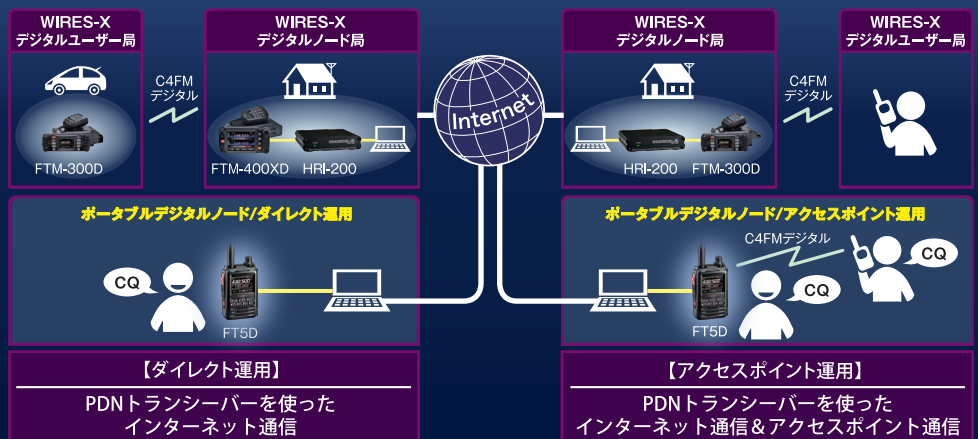 WIRES-X
デジタルユーザー局
WIRES-X
デジタルノード局
WIRES-X
デジタルノード局
WIRES-X
デジタルユーザー局
C4FM
デジタル
C4FM
デジタル
Internet
FTM-300D
FTM-400XD
HRI-200
HRI-200
FTM-300D
ポータブルデジタルノード/ダイレクト運用
CQ
FT5D
ポータブルデジタルノード/アクセスポイント運用
C4FMデジタル
CQ
CQ
FT5D
【ダイレクト運用】
PDNトランシーバーを使った
インターネット通信
【アクセスポイント運用】
PDNトランシーバーを使った
インターネット通信&アクセスポイント通信